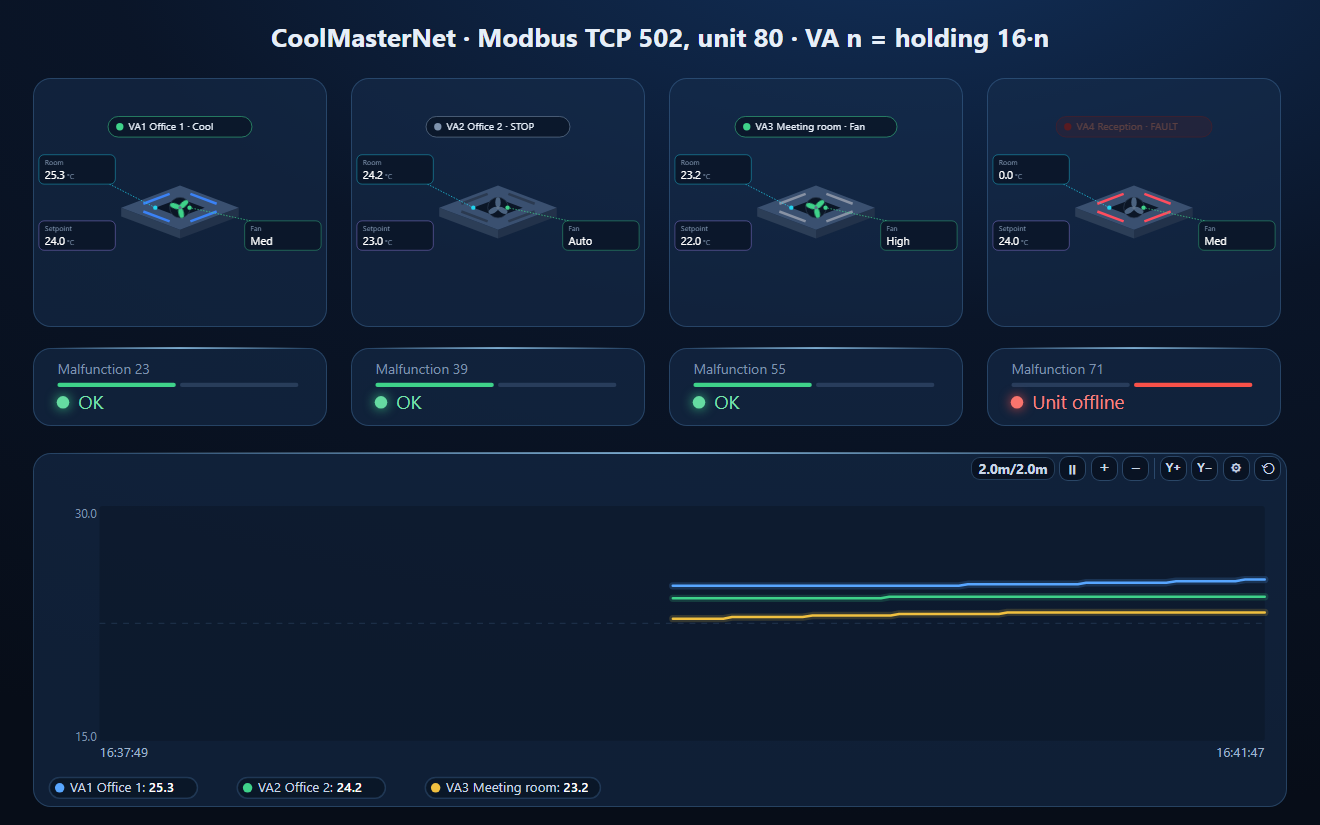 CoolMasterNet · Modbus TCP 502, unit 80 · VA n = holding 16·n
VA1 Office 1 · Cool
VA2 Office 2 · STOP
VA3 Meeting room · Fan
VA4 Reception · FAULT
Room
25.3 °C
Setpoint
24.0 °C
Fan
Med
Room
24.2 °C
Setpoint
23.0 °C
Fan
Auto
Room
23.2 °C
Setpoint
22.0 °C
Fan
High
Room
0.0 °C
Setpoint
24.0 °C
Fan
Med
Malfunction 23
OK
Malfunction 39
OK
Malfunction 55
OK
Malfunction 71
Unit offline
2.0m/2.0m
+
−
Y+
Y−
30.0
15.0
16:37:49
16:41:47
VA1 Office 1: 25.3
VA2 Office 2: 24.2
VA3 Meeting room: 23.2